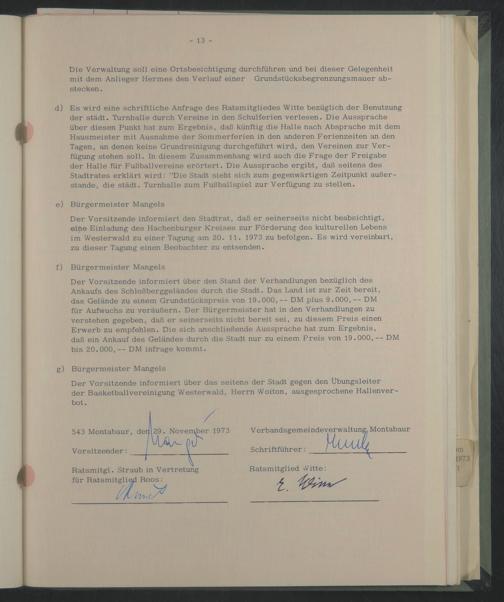 - 13 -
Die Verwaltung soll eine Ortsbesichtigung durchführen und bei dieser Gelegenheit
mit dem Anlieger Hermes den Verlauf einer Grundstücksbegrenzungsmauer ab-
stecken.
d) Es wird eine schriftliche Anfrage des Ratsmitgliedes Witte bezüglich der Benutzung
der städt. Turnhalle durch Vereine in den Schulferien verlesen. Die Aussprache
über diesen Punkt hat zum Ergebnis, daß künftig die Halle nach Absprache mit dem
Hausmeister mit Ausnahme der Sommerferien in den anderen Ferienzeiten an den
Tagen, an denen keine Grundreinigung durchgeführt wird, den Vereinen zur Ver-
fügung stehen soll. In diesem Zusammenhang wird auch die Frage der Freigabe
der Halle für Fußballvereine erörtert. Die Aussprache ergibt, daß seitens des
Stadtrates erklärt wird: "Die Stadt sieht sich zum gegenwärtigen Zeitpunkt außer-
stande, die städt. Turnhalle zum Fußballspiel zur Verfügung zu stellen.
e) Bürgermeister Mangels
Der Vorsitzende informiert den Stadtrat, daß er seinerseits nicht beabsichtigt,
eine Einladung des Hachenburger Kreises zur Förderung des kulturellen Lebens
im Westerwald zu einer Tagung am 20. 11. 1973 zu befolgen. Es wird vereinbart,
zu dieser Tagung einen Beobachter zu entsenden.
f) Bürgermeister Mangels
Der Vorsitzende informiert über den Stand der Verhandlungen bezüglich des
Ankaufs des Schloßberggeländes durch die Stadt. Das Land ist zur Zeit bereit,
das Gelände zu einem Grundstückspreis von 19.000,-- DM plus 9.000,-- DM
für Aufwuchs zu veräußern. Der Bürgermeister hat in den Verhandlungen zu
verstehen gegeben, daß er seinerseits nicht bereit sei, zu diesem Preis einen
Erwerb zu empfehlen. Die sich anschließende Aussprache hat zum Ergebnis,
daß ein Ankauf des Geländes durch die Stadt nur zu einem Preis von 19.000,-- DM
bis 20.000,-- DM infrage kommt.
g) Bürgermeister Mangels
Der Vorsitzende informiert über das seitens der Stadt gegen den Übungsleiter
der Basketballvereinigung Westerwald, Herrn Woiton, ausgesprochene Hallenver-
bot.
543 Montabaur, den 29. November 1973
Verbandsgemeindeverwaltung Montabaur
Vorsitzender:
Schriftführer:
Ratsmitgl. Straub in Vertretung
für Ratsmitglied Roos:
Ratsmitglied Witte:
1973